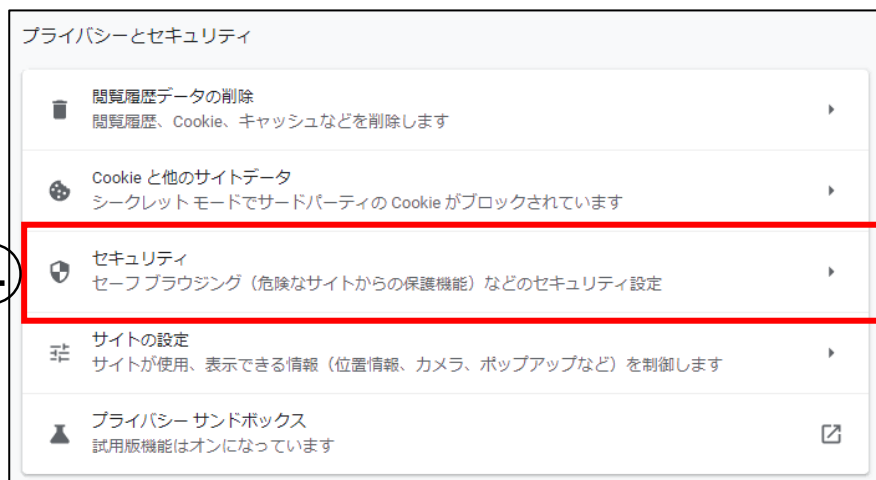 プライバシーとセキュリティ
閲覧履歴データの削除
閲覧履歴、Cookie、キャッシュなどを削除します
Cookie と他のサイトデータ
シークレット モードでサードパーティの Cookie がブロックされています
セキュリティ
セーフ ブラウジング（危険なサイトからの保護機能）などのセキュリティ設定
サイトの設定
サイトが使用、表示できる情報（位置情報、カメラ、ポップアップなど）を制御します
プライバシー サンドボックス
試用版機能はオンになっています